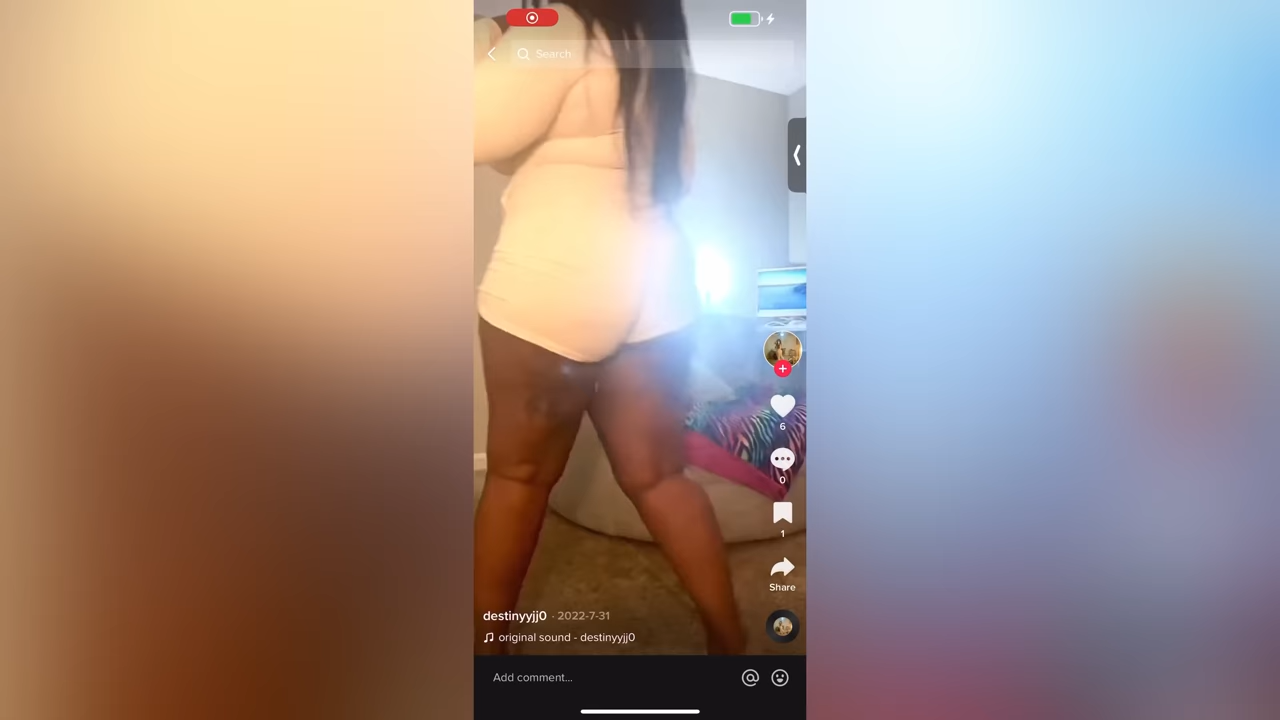 Search
6
0
1
Share
destinyyjj0 · 2022-7-31
original sound - destinyyjj0
Add comment...